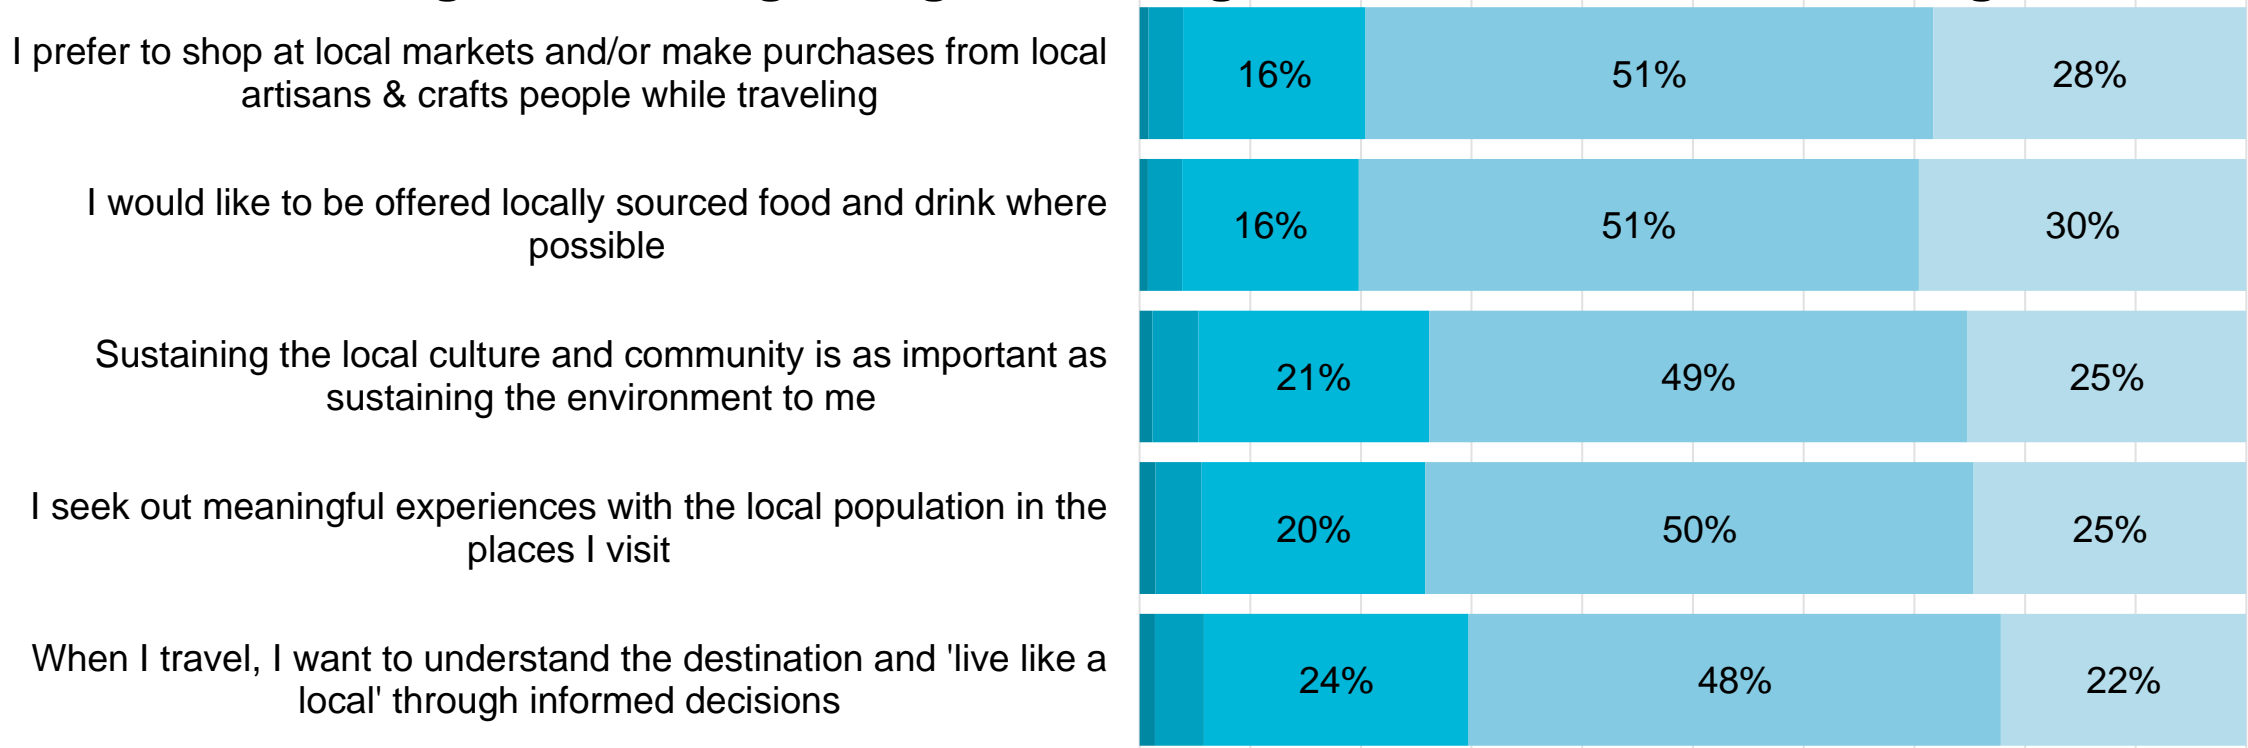 I prefer to shop at local markets and/or make purchases from local
artisans & crafts people while traveling
16% 51% 28%
I would like to be offered locally sourced food and drink where
possible
16% 51% 30%
Sustaining the local culture and community is as important as
sustaining the environment to me
21% 49% 25%
I seek out meaningful experiences with the local population in the
places I visit
20% 50% 25%
When I travel, I want to understand the destination and 'live like a
local' through informed decisions
24% 48% 22%